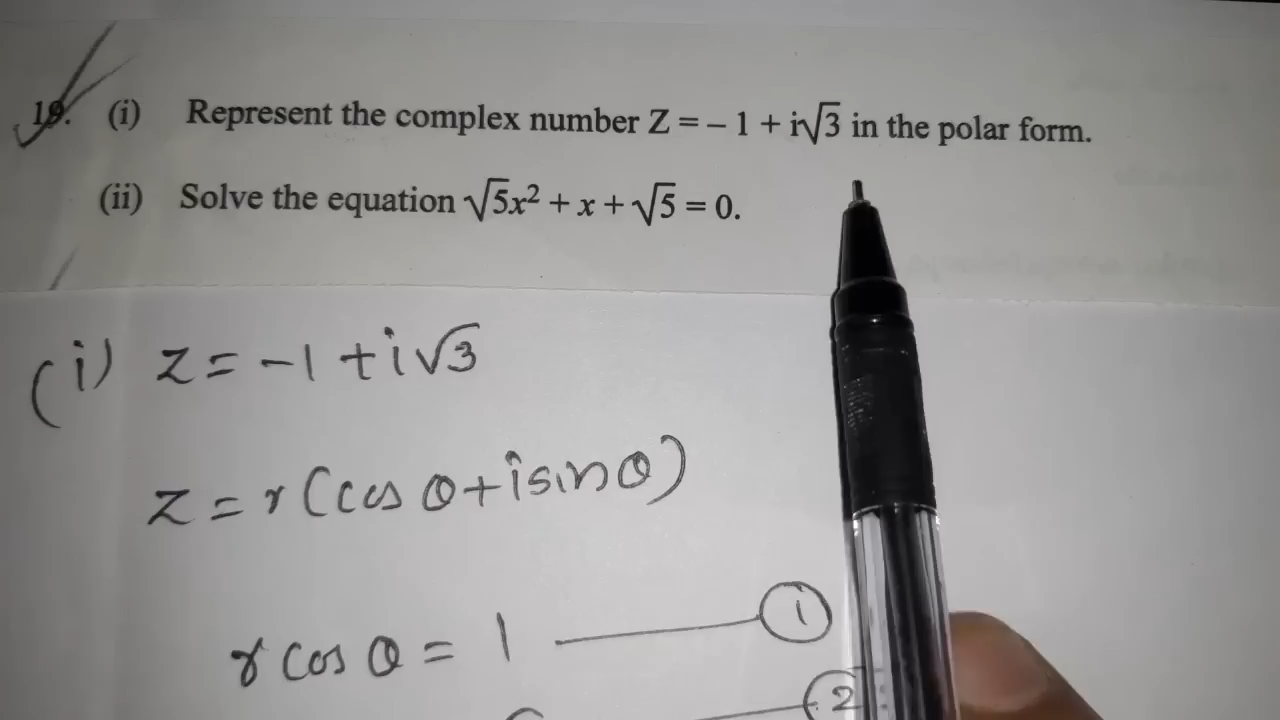 19. (i) Represent the complex number Z = – 1 + i√3 in the polar form.
(ii) Solve the equation √5x² + x + √5 = 0.
(i) z = -1 + i√3
z = r(cos θ + i sin θ)
r cos θ = 1 (1)
(2)